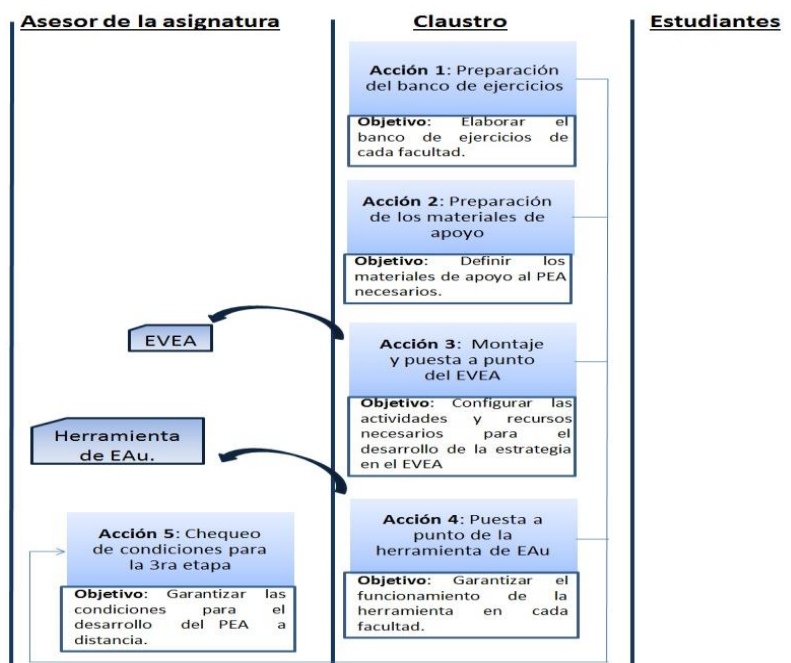 Asesor de la asignatura
Claustro
Estudiantes
Acción 1: Preparación
del banco de ejercicios
Objetivo: Elaborar el
banco de ejercicios de
cada facultad.
Acción 2: Preparación
de los materiales de
apoyo
Objetivo: Definir los
materiales de apoyo al PEA
necesarios.
EVEA
Acción 3: Montaje
y puesta a punto
del EVEA
Objetivo: Configurar las
actividades y recursos
necesarios para el
desarrollo de la estrategia
en el EVEA
Herramienta
de EAu.
Acción 4: Puesta a
punto de la
herramienta de EAu
Objetivo: Garantizar el
funcionamiento de la
herramienta en cada
facultad.
Acción 5: Chequeo
de condiciones para
la 3ra etapa
Objetivo: Garantizar las
condiciones para el
desarrollo del PEA a
distancia.